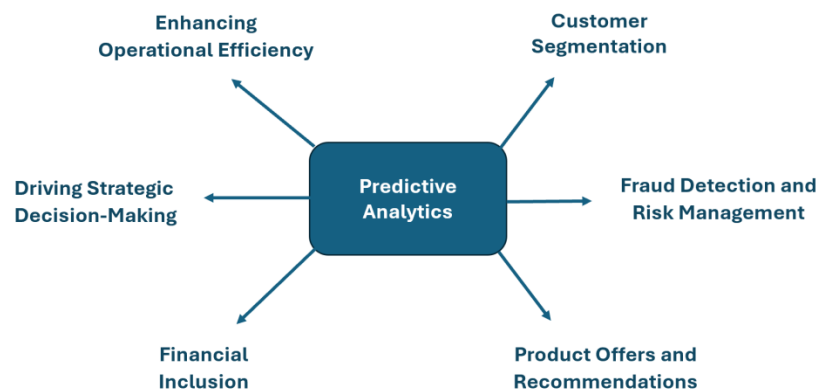 Enhancing
Operational Efficiency
Customer
Segmentation
Driving Strategic
Decision-Making
Predictive
Analytics
Fraud Detection and
Risk Management
Financial
Inclusion
Product Offers and
Recommendations